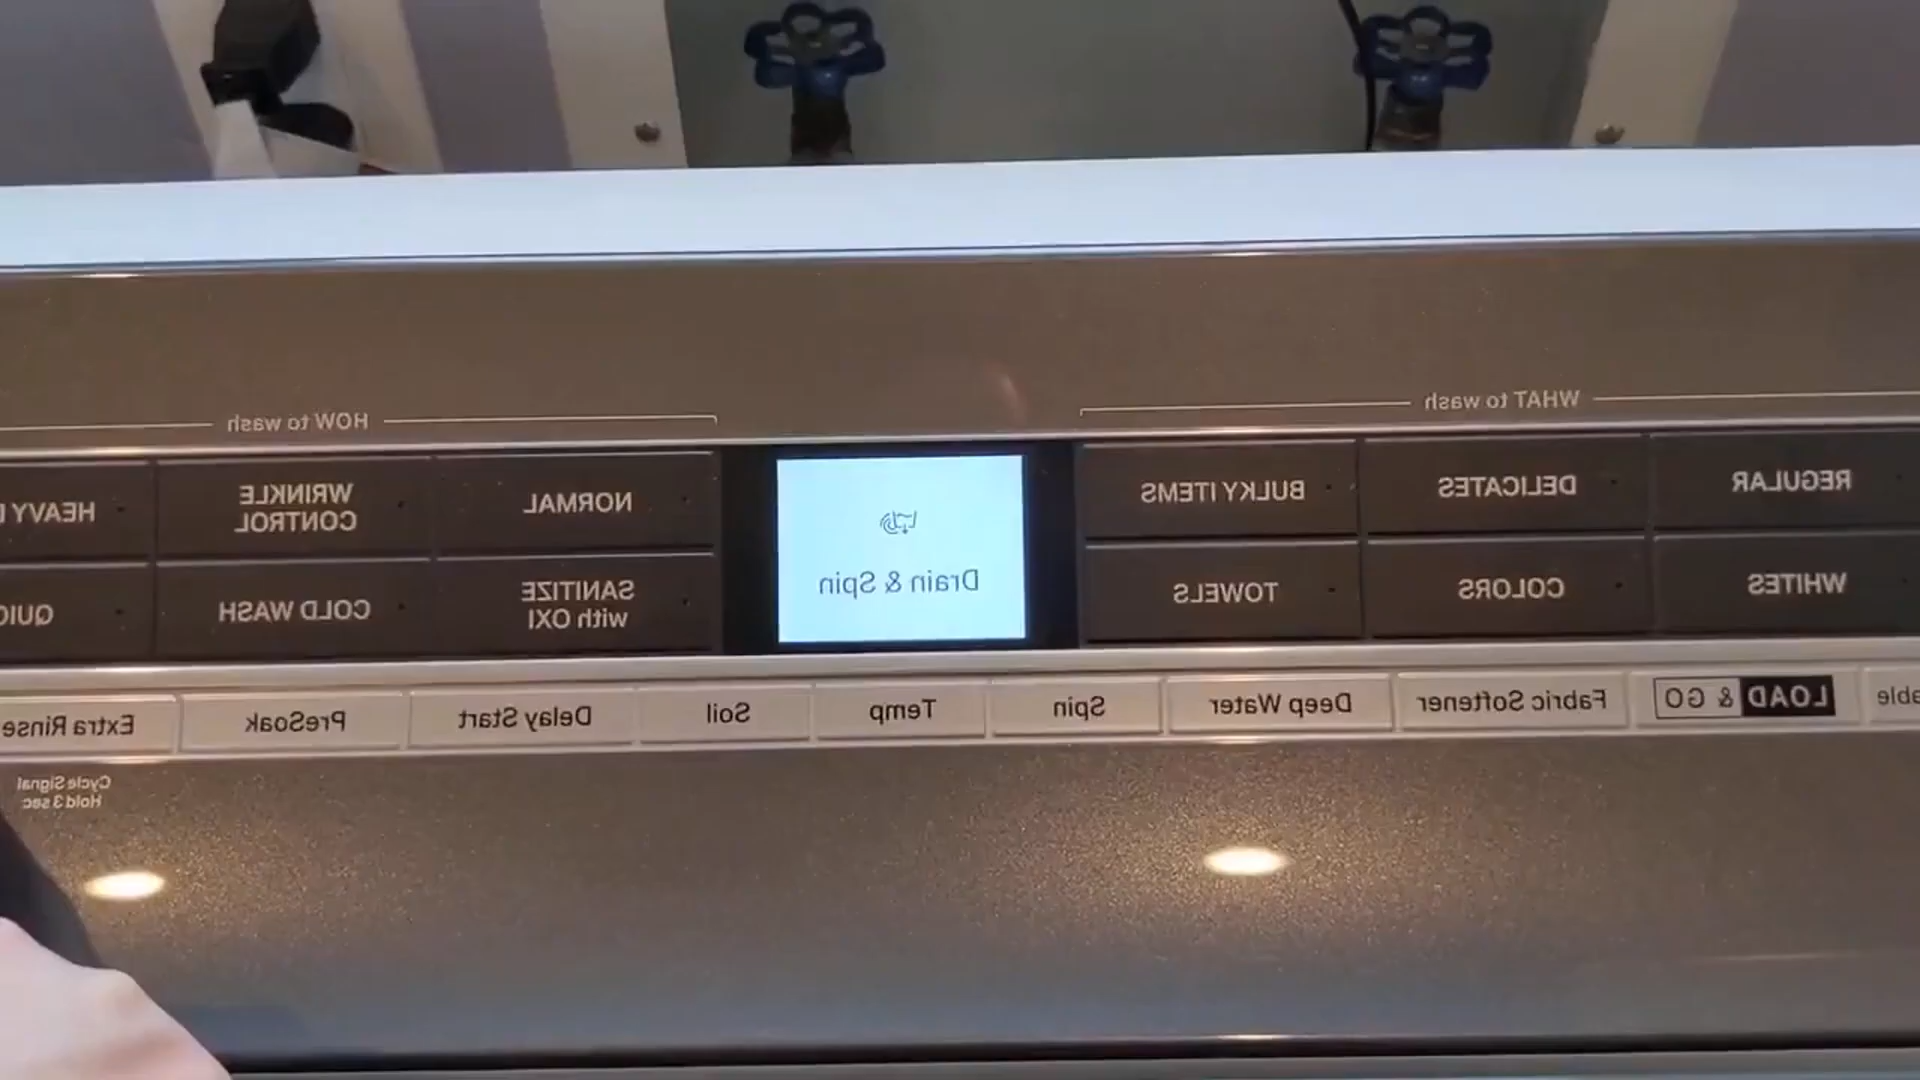 WHAT to wash
HOW to wash
REGULAR
DELICATES
BULKY ITEMS
NORMAL
WRINKLE
CONTROL
HEAVY
WHITES
COLORS
TOWELS
Drain & Spin
SANITIZE
with OXI
COLD WASH
LOAD & GO
Fabric Softener
Deep Water
Spin
Temp
Soil
Delay Start
PreSoak
Extra Rinse
Cycle Signal
Hold 3 sec